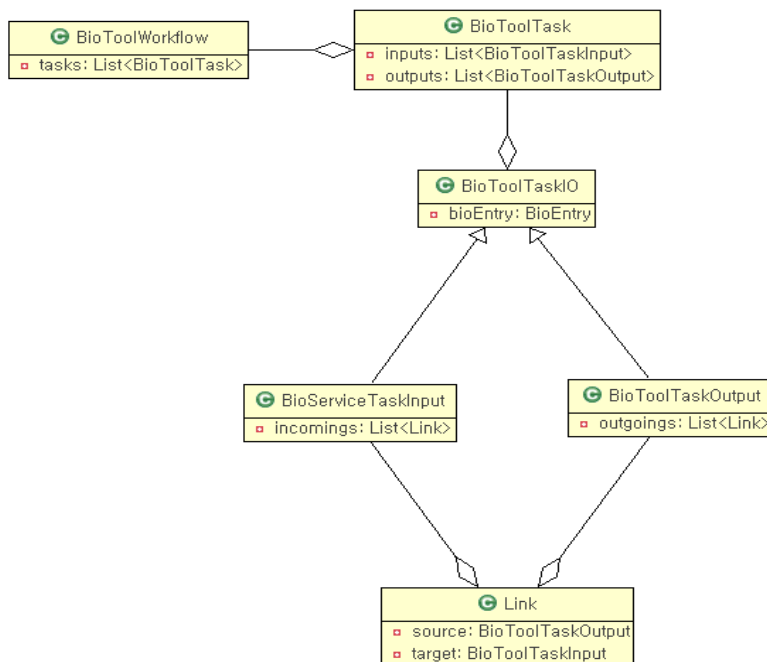 BioToolWorkflow
tasks: List<BioToolTask>
BioToolTask
inputs: List<BioToolTaskInput>
outputs: List<BioToolTaskOutput>
BioToolTaskIO
bioEntry: BioEntry
BioServiceTaskInput
incomings: List<Link>
BioToolTaskOutput
outgoings: List<Link>
Link
source: BioToolTaskOutput
target: BioToolTaskInput